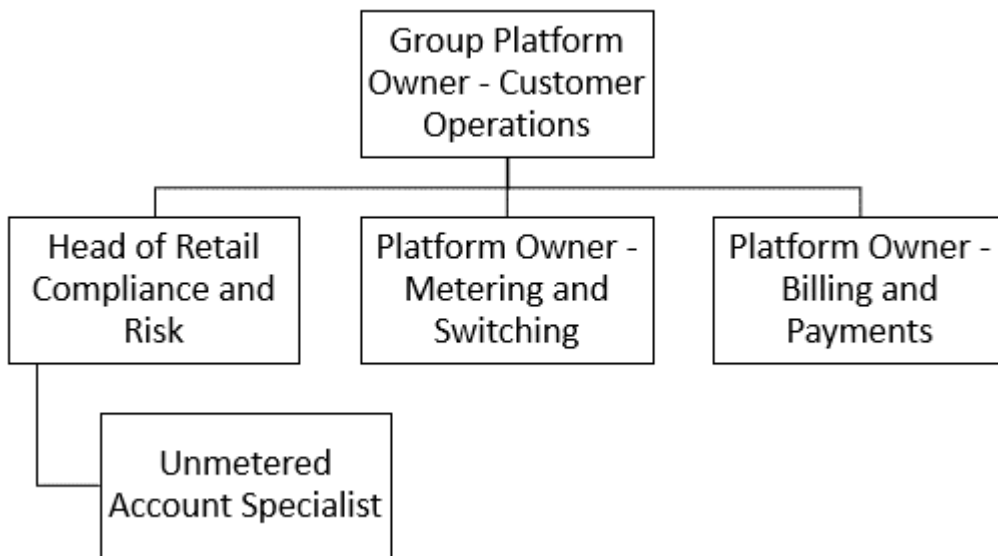 Group Platform
Owner - Customer
Operations
Head of Retail
Compliance and
Risk
Platform Owner -
Metering and
Switching
Platform Owner -
Billing and
Payments
Unmetered
Account Specialist